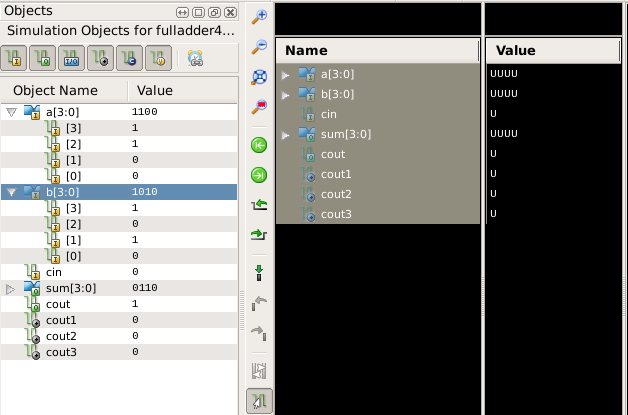 Objects
Simulation Objects for fulladder4...
Object Name Value
a[3:0] 1100
[3] 1
[2] 1
[1] 0
[0] 0
b[3:0] 1010
[3] 1
[2] 0
[1] 1
[0] 0
cin 0
sum[3:0] 0110
cout 1
cout1 0
cout2 0
cout3 0
Name Value
a[3:0] UUUU
b[3:0] UUUU
cin U
sum[3:0] UUUU
cout U
cout1 U
cout2 U
cout3 U